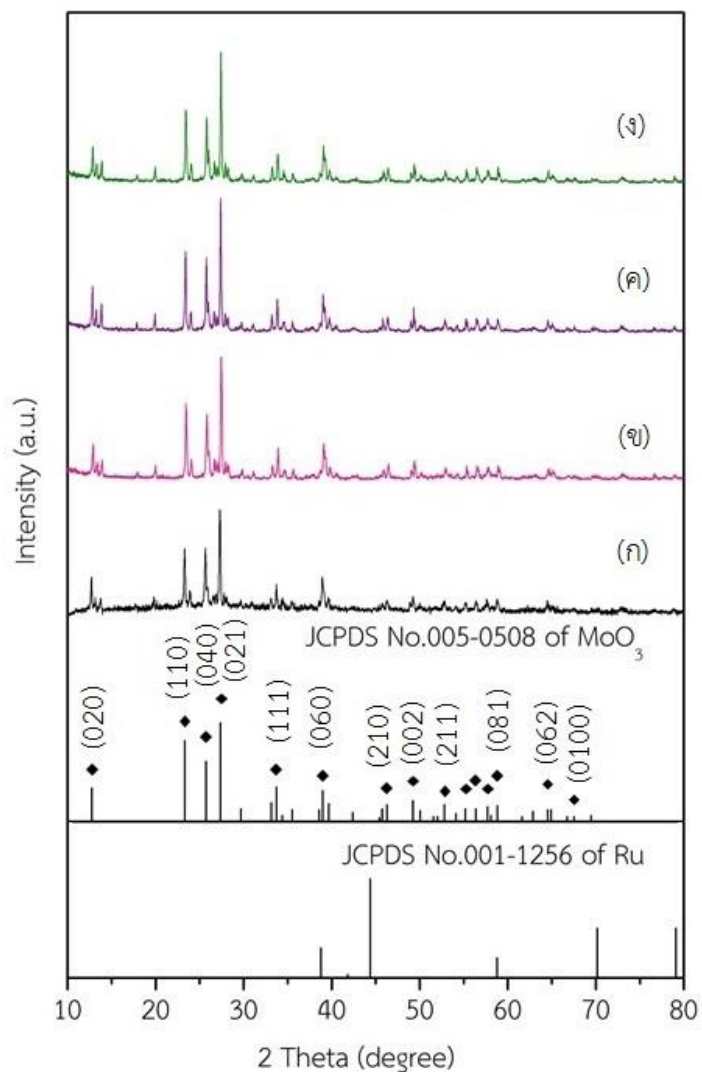 (ง)
(ค)
(ข)
(ก)
Intensity (a.u.)
JCPDS No.005-0508 of MoO₃
(020)
(110)
(040)
(021)
(111)
(060)
(210)
(002)
(211)
(081)
(062)
(0100)
JCPDS No.001-1256 of Ru
10 20 30 40 50 60 70 80
2 Theta (degree)